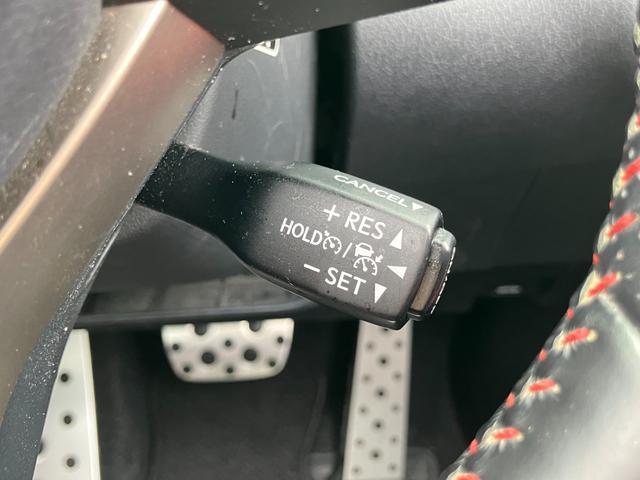 CANCEL▼
+ RES ▲
HOLD /
− SET ▼